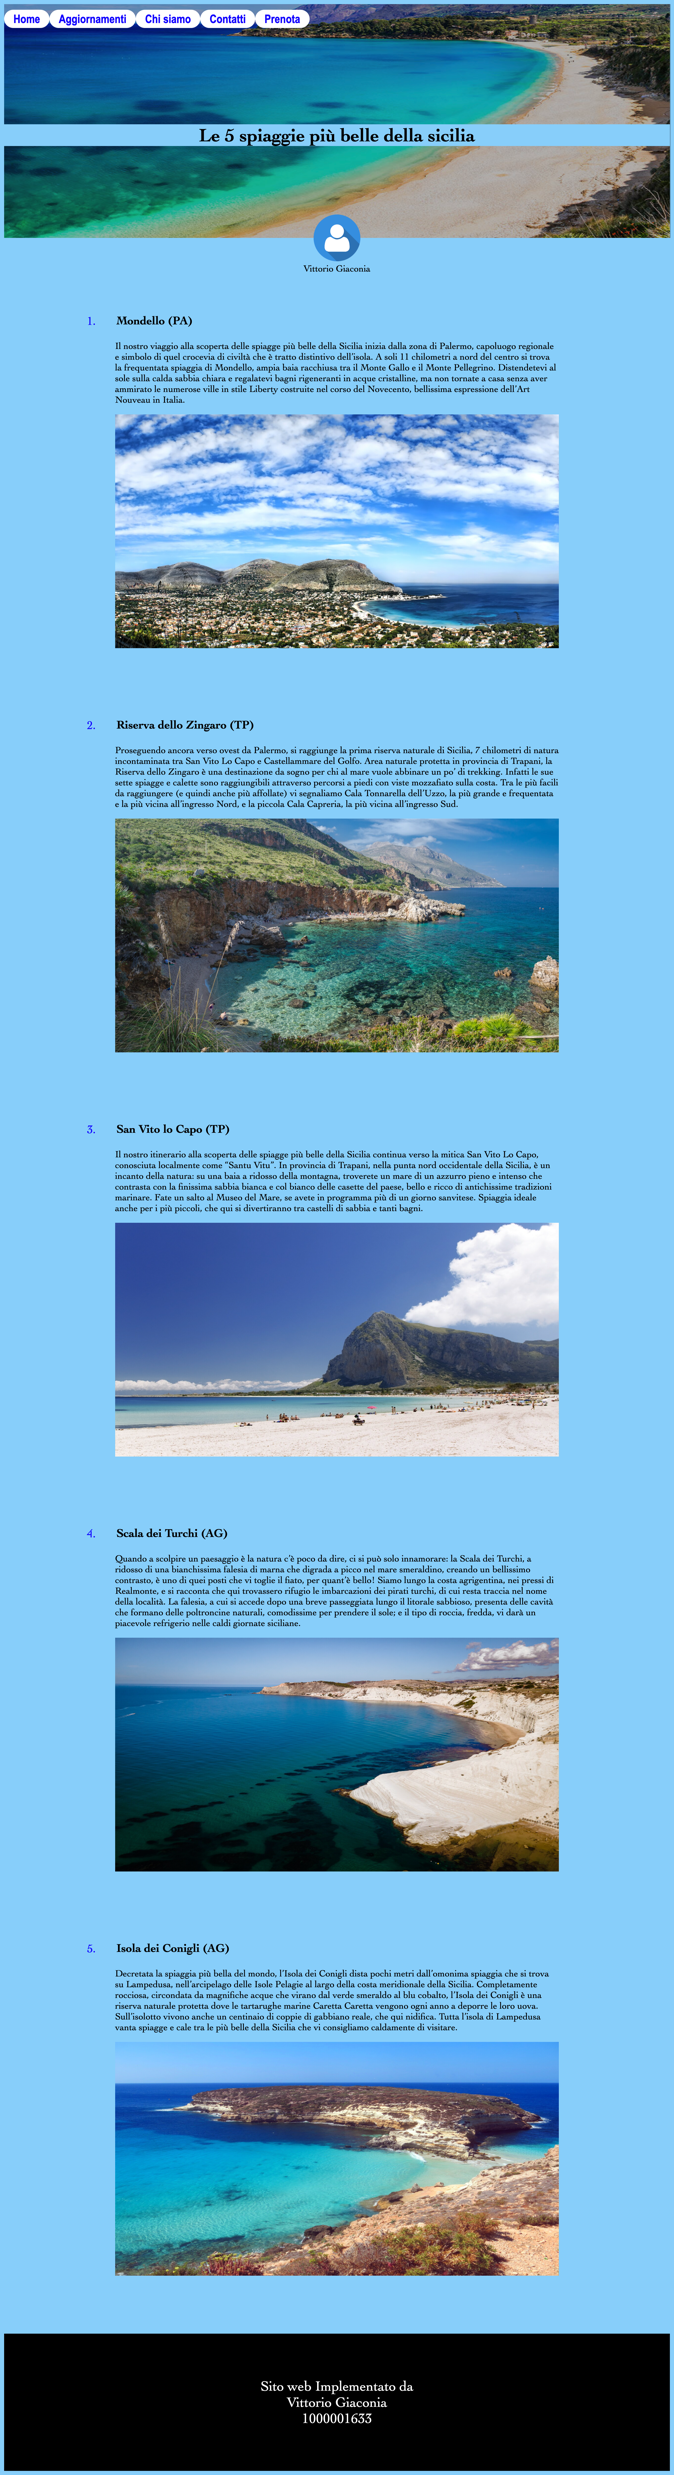 Home Aggiornamenti Chi siamo Contatti Prenota
Le 5 spiaggie più belle della sicilia
Vittorio Giaconia
1. Mondello (PA)
Il nostro viaggio alla scoperta delle spiagge più belle della Sicilia inizia dalla zona di Palermo, capoluogo regionale
e simbolo di quel crocevia di civiltà che è tratto distintivo dell'isola. A soli 11 chilometri a nord del centro si trova
la frequentata spiaggia di Mondello, ampia baia racchiusa tra il Monte Gallo e il Monte Pellegrino. Distendetevi al
sole sulla calda sabbia chiara e regalatevi bagni rigeneranti in acque cristalline, ma non tornate a casa senza aver
ammirato le numerose ville in stile Liberty costruite nel corso del Novecento, bellissima espressione dell'Art
Nouveau in Italia.
2. Riserva dello Zingaro (TP)
Proseguendo ancora verso ovest da Palermo, si raggiunge la prima riserva naturale di Sicilia, 7 chilometri di natura
incontaminata tra San Vito Lo Capo e Castellammare del Golfo. Area naturale protetta in provincia di Trapani, la
Riserva dello Zingaro è una destinazione da sogno per chi al mare vuole abbinare un po' di trekking. Infatti le sue
sette spiagge e calette sono raggiungibili attraverso percorsi a piedi con viste mozzafiato sulla costa. Tra le più facili
da raggiungere (e quindi anche più affollate) vi segnaliamo Cala Tonnarella dell'Uzzo, la più grande e frequentata
e la più vicina all'ingresso Nord, e la piccola Cala Capreria, la più vicina all'ingresso Sud.
3. San Vito lo Capo (TP)
Il nostro itinerario alla scoperta delle spiagge più belle della Sicilia continua verso la mitica San Vito Lo Capo,
conosciuta localmente come "Santu Vitu". In provincia di Trapani, nella punta nord occidentale della Sicilia, è un
incanto della natura: su una baia a ridosso della montagna, troverete un mare di un azzurro pieno e intenso che
contrasta con la finissima sabbia bianca e col bianco delle casette del paese, bello e ricco di antichissime tradizioni
marinare. Fate un salto al Museo del Mare, se avete in programma più di un giorno sanvitese. Spiaggia ideale
anche per i più piccoli, che qui si divertiranno tra castelli di sabbia e tanti bagni.
4. Scala dei Turchi (AG)
Quando a scolpire un paesaggio è la natura c'è poco da dire, ci si può solo innamorare: la Scala dei Turchi, a
ridosso di una bianchissima falesia di marna che digrada a picco nel mare smeraldino, creando un bellissimo
contrasto, è uno di quei posti che vi toglie il fiato, per quant'è bello! Siamo lungo la costa agrigentina, nei pressi di
Realmonte, e si racconta che qui trovassero rifugio le imbarcazioni dei pirati turchi, di cui resta traccia nel nome
della località. La falesia, a cui si accede dopo una breve passeggiata lungo il litorale sabbioso, presenta delle cavità
che formano delle poltroncine naturali, comodissime per prendere il sole; e il tipo di roccia, fredda, vi darà un
piacevole refrigerio nelle caldi giornate siciliane.
5. Isola dei Conigli (AG)
Decretata la spiaggia più bella del mondo, l'Isola dei Conigli dista pochi metri dall'omonima spiaggia che si trova
su Lampedusa, nell'arcipelago delle Isole Pelagie al largo della costa meridionale della Sicilia. Completamente
rocciosa, circondata da magnifiche acque che virano dal verde smeraldo al blu cobalto, l'Isola dei Conigli è una
riserva naturale protetta dove le tartarughe marine Caretta Caretta vengono ogni anno a deporre le loro uova.
Sull'isolotto vivono anche un centinaio di coppie di gabbiano reale, che qui nidifica. Tutta l'isola di Lampedusa
vanta spiagge e cale tra le più belle della Sicilia che vi consigliamo caldamente di visitare.
Sito web Implementato da
Vittorio Giaconia
1000001633